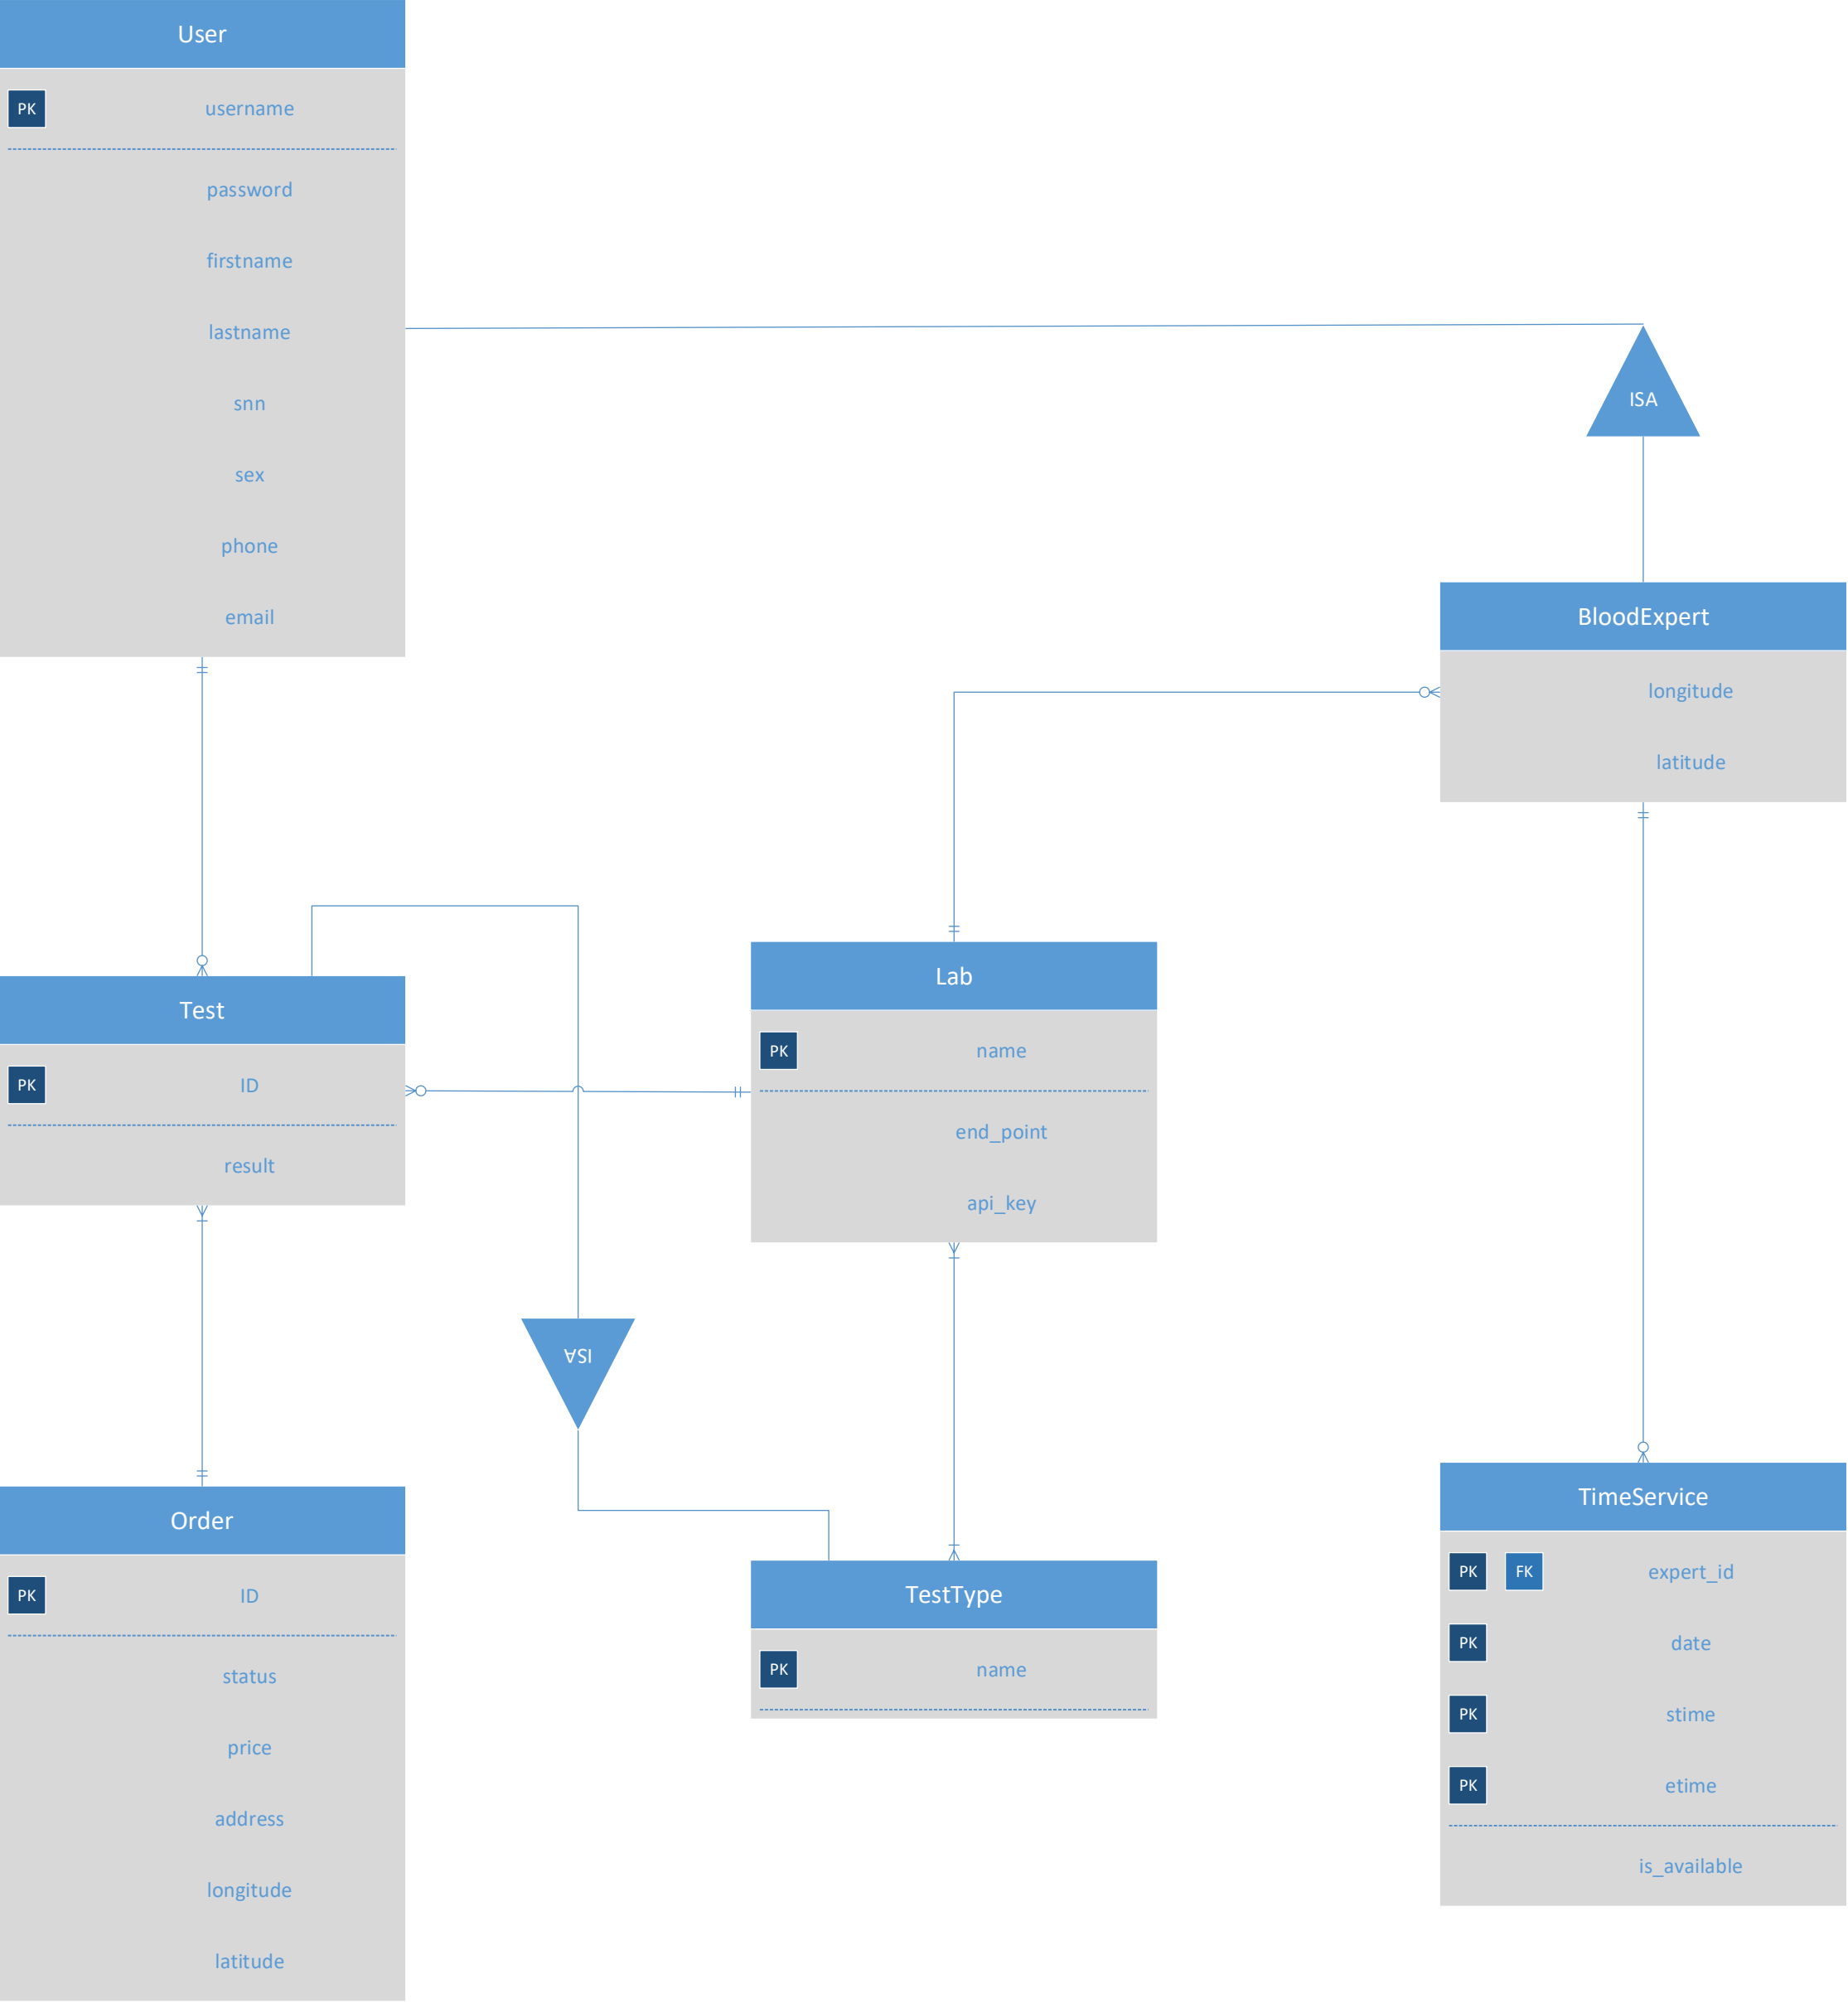 User
PK username
password
firstname
lastname
snn
sex
phone
email
ISA
BloodExpert
longitude
latitude
Test
PK ID
result
Lab
PK name
end_point
api_key
ISA
Order
PK ID
status
price
address
longitude
latitude
TestType
PK name
TimeService
PK FK expert_id
PK date
PK stime
PK etime
is_available